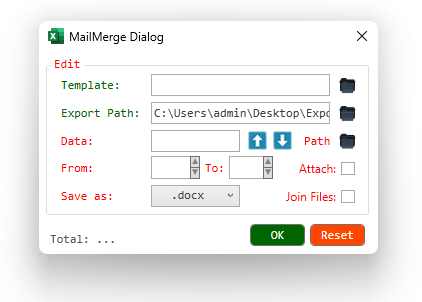 MailMerge Dialog
Edit
Template:
Export Path: C:\Users\admin\Desktop\Expo
Data: Path
From: To: Attach:
Save as: .docx Join Files:
Total: ... OK Reset